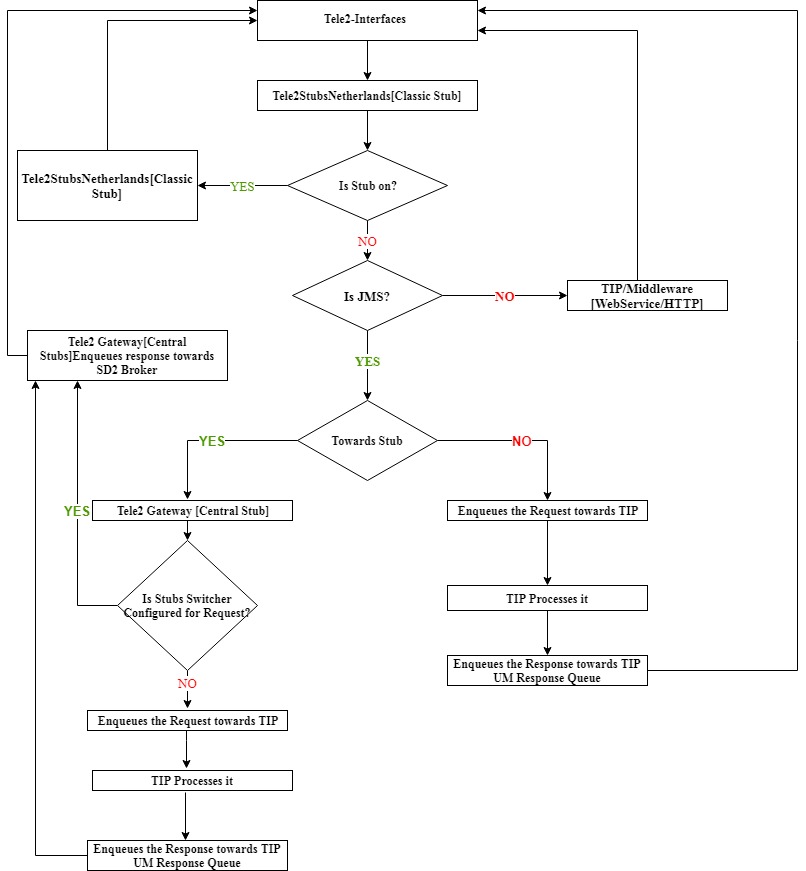 Tele2-Interfaces
Tele2StubsNetherlands[Classic Stub]
Tele2StubsNetherlands[Classic
Stub]
YES
Is Stub on?
NO
Is JMS?
NO
TIP/Middleware
[WebService/HTTP]
Tele2 Gateway[Central
Stubs]Enqueues response towards
SD2 Broker
YES
Towards Stub
YES
NO
YES
Tele2 Gateway [Central Stub]
Enqueues the Request towards TIP
Is Stubs Switcher
Configured for Request?
TIP Processes it
Enqueues the Response towards TIP
UM Response Queue
NO
Enqueues the Request towards TIP
TIP Processes it
Enqueues the Response towards TIP
UM Response Queue